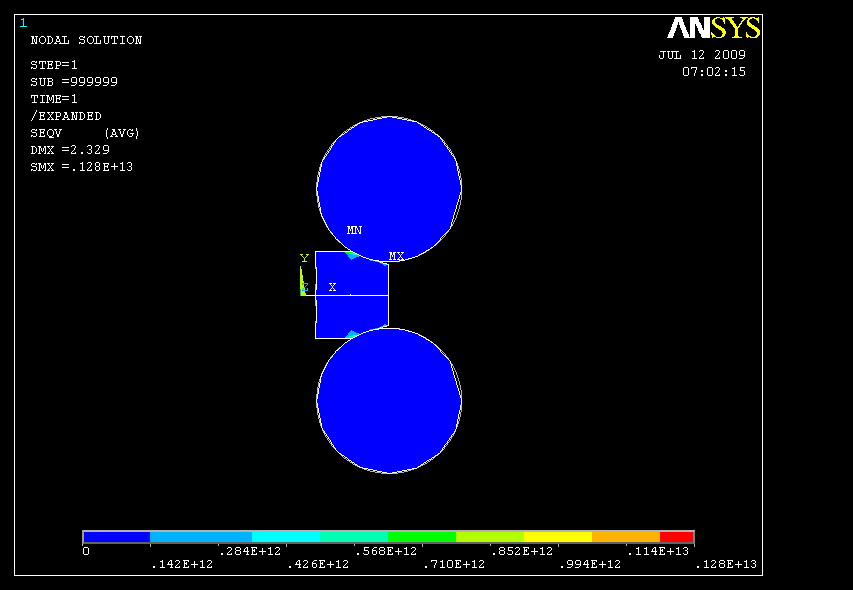 1
ANSYS
NODAL SOLUTION
JUL 12 2009
07:02:15
STEP=1
SUB =999999
TIME=1
/EXPANDED
SEQV (AVG)
DMX =2.329
SMX =.128E+13
MN
MX
Y
Z X
0 .284E+12 .568E+12 .852E+12 .114E+13
.142E+12 .426E+12 .710E+12 .994E+12 .128E+13